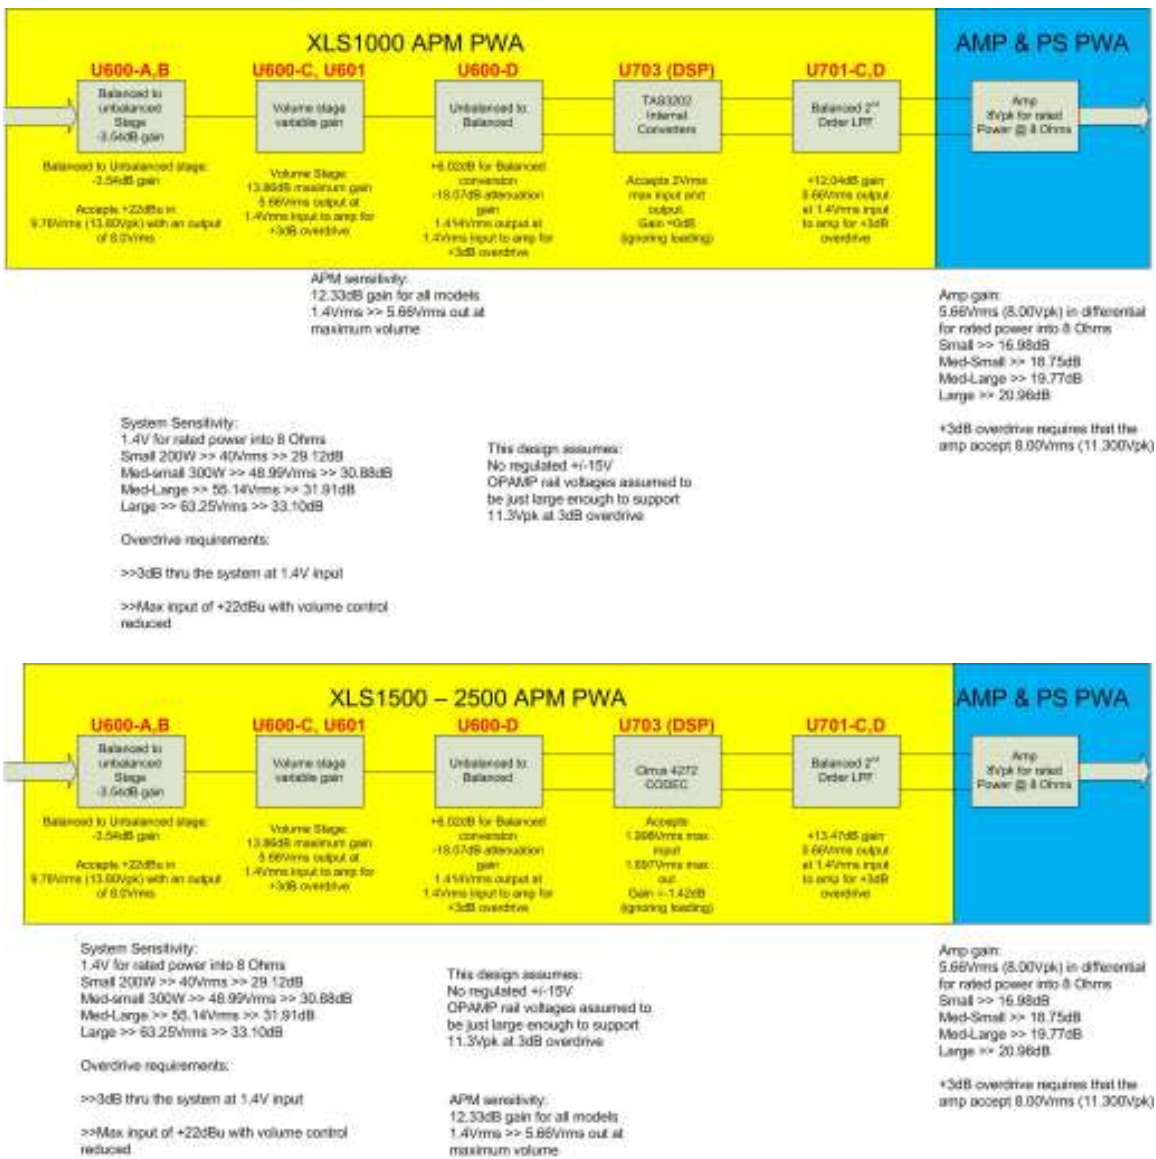 XLS1000 APM PWA
AMP & PS PWA
U600-A,B
U600-C, U601
U600-D
U703 (DSP)
U701-C,D
Balanced to
unbalanced
Stage
-3.54dB gain
Volume stage
variable gain
Unbalanced to
Balanced
TAS3202
Internal
Converters
Balanced 2nd
Order LPF
Amp
8Vpk for rated
Power @ 8 Ohms
Balanced to Unbalanced stage:
-3.54dB gain
Accepts +22dBu in
9.76Vrms (13.80Vpk) with an output
of 6.0Vrms
Volume Stage:
13.86dB maximum gain
5.66Vrms output at
1.4Vrms input to amp for
+3dB overdrive
+6.02dB for Balanced
conversion
-18.07dB attenuation
gain
1.414Vrms output at
1.4Vrms input to amp for
+3dB overdrive
Accepts 2Vrms
max input and
output.
Gain =0dB
(ignoring loading)
+12.04dB gain
5.66Vrms output
at 1.4Vrms input
to amp for +3dB
overdrive
APM sensitivity:
12.33dB gain for all models
1.4Vrms >> 5.66Vrms out at
maximum volume
Amp gain:
5.66Vrms (8.00Vpk) in differential
for rated power into 8 Ohms
Small >> 16.98dB
Med-Small >> 18.75dB
Med-Large >> 19.77dB
Large >> 20.96dB
+3dB overdrive requires that the
amp accept 8.00Vrms (11.300Vpk)
System Sensitivity:
1.4V for rated power into 8 Ohms
Small 200W >> 40Vrms >> 29.12dB
Med-small 300W >> 48.99Vrms >> 30.88dB
Med-Large >> 55.14Vrms >> 31.91dB
Large >> 63.25Vrms >> 33.10dB
Overdrive requirements:
>>3dB thru the system at 1.4V input
>>Max input of +22dBu with volume control
reduced
This design assumes:
No regulated +/-15V
OPAMP rail voltages assumed to
be just large enough to support
11.3Vpk at 3dB overdrive
XLS1500 – 2500 APM PWA
AMP & PS PWA
U600-A,B
U600-C, U601
U600-D
U703 (DSP)
U701-C,D
Balanced to
unbalanced
Stage
-3.54dB gain
Volume stage
variable gain
Unbalanced to
Balanced
Cirrus 4272
CODEC
Balanced 2nd
Order LPF
Amp
8Vpk for rated
Power @ 8 Ohms
Balanced to Unbalanced stage:
-3.54dB gain
Accepts +22dBu in
9.76Vrms (13.80Vpk) with an output
of 6.0Vrms
Volume Stage:
13.86dB maximum gain
5.66Vrms output at
1.4Vrms input to amp for
+3dB overdrive
+6.02dB for Balanced
conversion
-18.07dB attenuation
gain
1.414Vrms output at
1.4Vrms input to amp for
+3dB overdrive
Accepts
max
input
max
out
Gain =-1.42dB
(ignoring loading)
+13.47dB gain
5.66Vrms output
at 1.4Vrms input
to amp for +3dB
overdrive
System Sensitivity:
1.4V for rated power into 8 Ohms
Small 200W >> 40Vrms >> 29.12dB
Med-small 300W >> 48.99Vrms >> 30.88dB
Med-Large >> 55.14Vrms >> 31.91dB
Large >> 63.25Vrms >> 33.10dB
Overdrive requirements:
>>3dB thru the system at 1.4V input
>>Max input of +22dBu with volume control
reduced
This design assumes:
No regulated +/-15V
OPAMP rail voltages assumed to
be just large enough to support
11.3Vpk at 3dB overdrive
APM sensitivity:
12.33dB gain for all models
1.4Vrms >> 5.66Vrms out at
maximum volume
Amp gain:
5.66Vrms (8.00Vpk) in differential
for rated power into 8 Ohms
Small >> 16.98dB
Med-Small >> 18.75dB
Med-Large >> 19.77dB
Large >> 20.96dB
+3dB overdrive requires that the
amp accept 8.00Vrms (11.300Vpk)